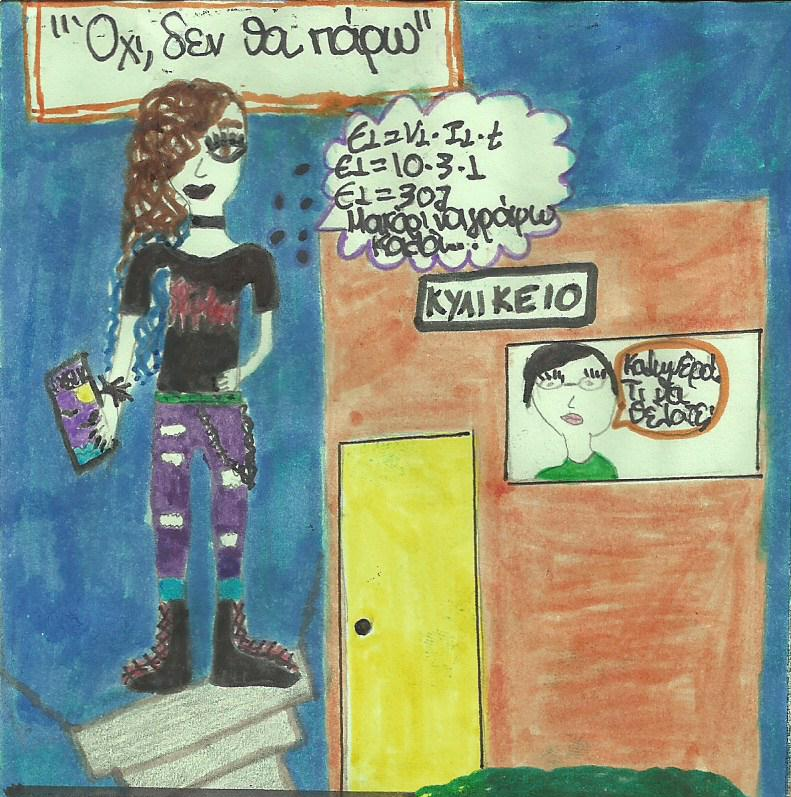 "Όχι, δεν θα πάρω"
Ε1=V1·I1·t
Ε1=10·3·1
Ε1=30J
Μακάρι να γράψω
καλά....
ΚΥΛΙΚΕΙΟ
Καλημέρα!
Τι θα
θέλατε;